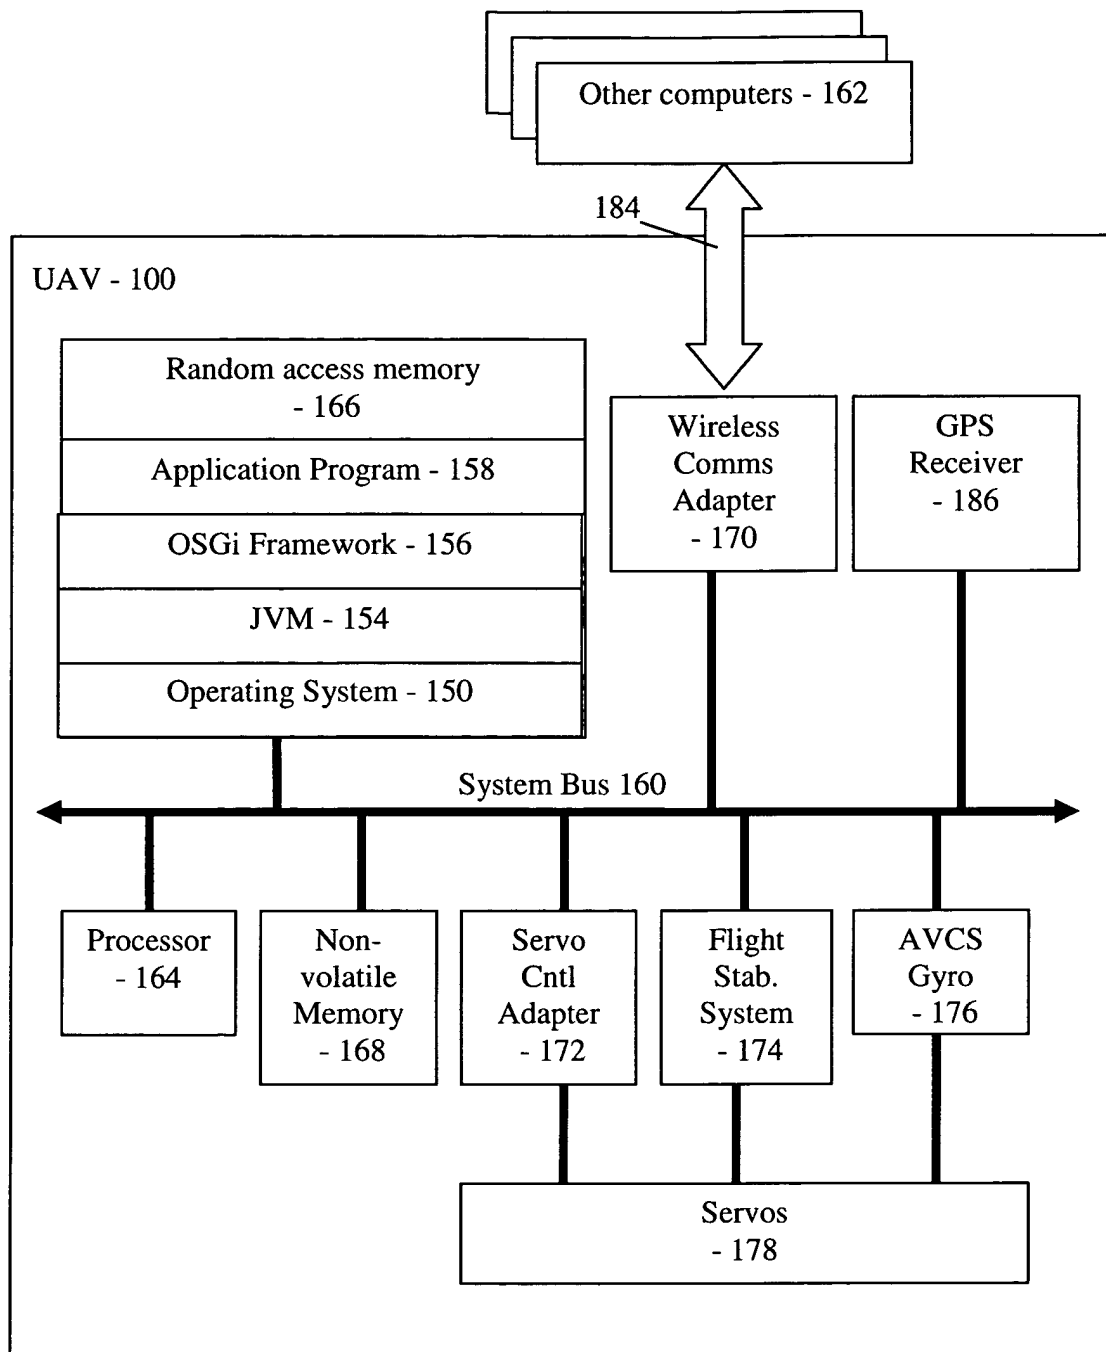 Other computers - 162
184
UAV - 100
Random access memory
- 166
Application Program - 158
OSGi Framework - 156
JVM - 154
Operating System - 150
Wireless
Comms
Adapter
- 170
GPS
Receiver
- 186
System Bus 160
Processor
- 164
Non-
volatile
Memory
- 168
Servo
Cntl
Adapter
- 172
Flight
Stab.
System
- 174
AVCS
Gyro
- 176
Servos
- 178